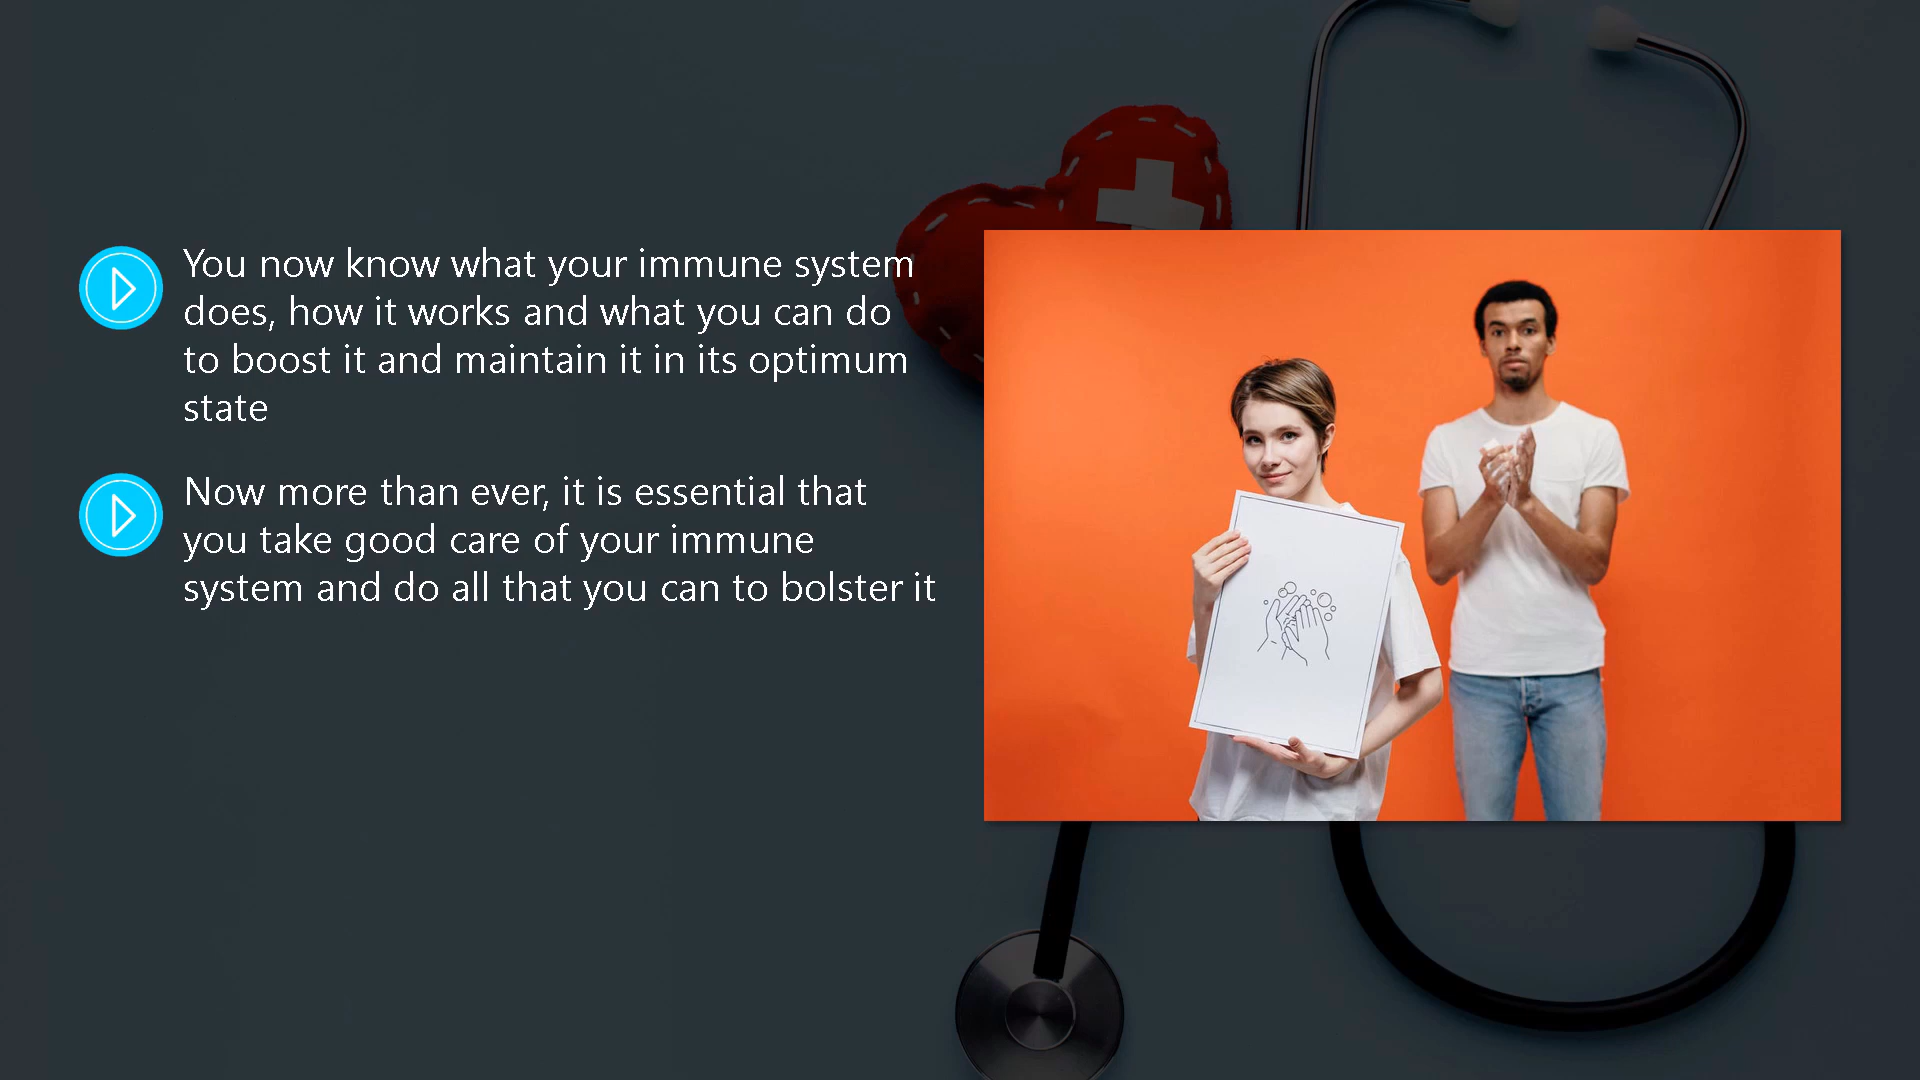 You now know what your immune system
does, how it works and what you can do
to boost it and maintain it in its optimum
state
Now more than ever, it is essential that
you take good care of your immune
system and do all that you can to bolster it